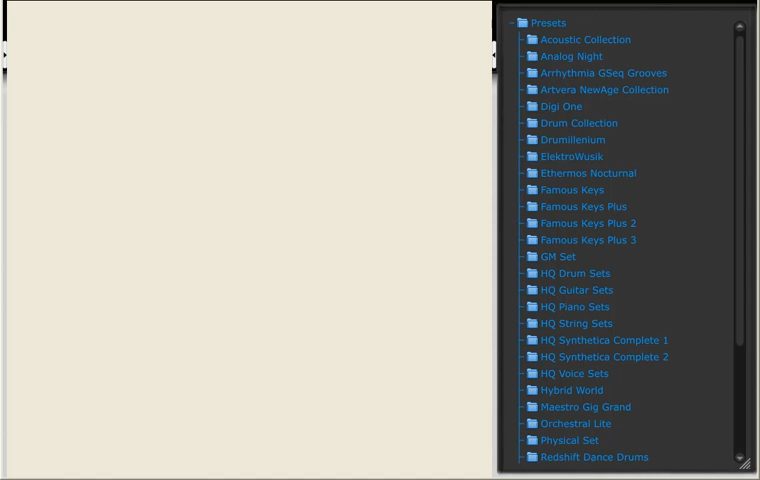 Presets
Acoustic Collection
Analog Night
Arrhythmia GSeq Grooves
Artvera NewAge Collection
Digi One
Drum Collection
Drumillenium
ElektroWusik
Ethermos Nocturnal
Famous Keys
Famous Keys Plus
Famous Keys Plus 2
Famous Keys Plus 3
GM Set
HQ Drum Sets
HQ Guitar Sets
HQ Piano Sets
HQ String Sets
HQ Synthetica Complete 1
HQ Synthetica Complete 2
HQ Voice Sets
Hybrid World
Maestro Gig Grand
Orchestral Lite
Physical Set
Redshift Dance Drums